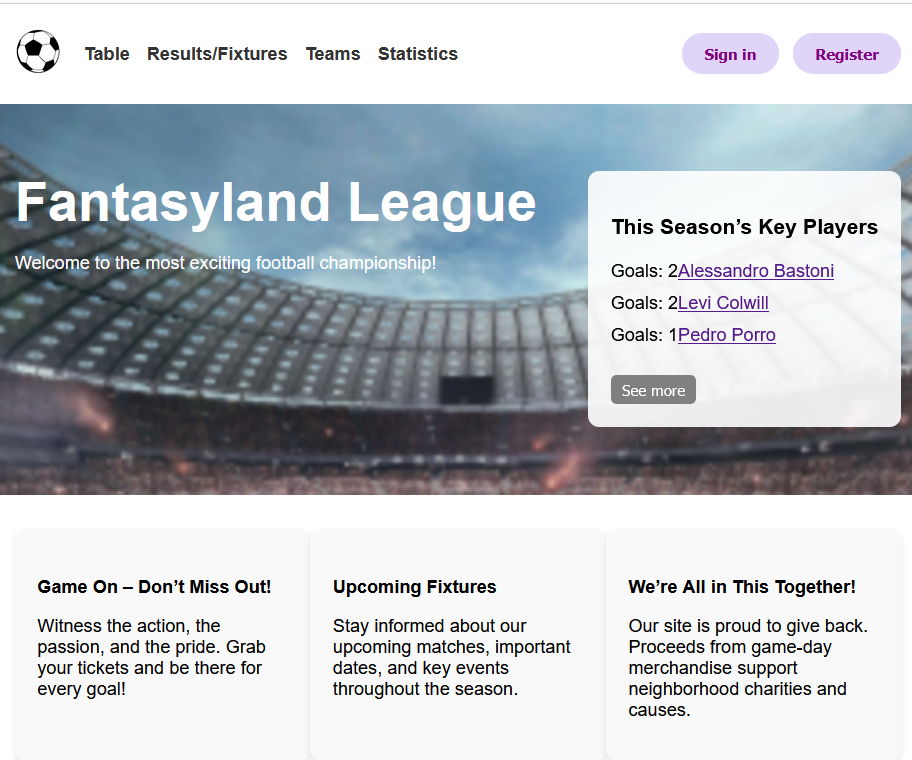 Table Results/Fixtures Teams Statistics Sign in Register
Fantasyland League
Welcome to the most exciting football championship!
This Season’s Key Players
Goals: 2Alessandro Bastoni
Goals: 2Levi Colwill
Goals: 1Pedro Porro
See more
Game On – Don’t Miss Out!
Witness the action, the
passion, and the pride. Grab
your tickets and be there for
every goal!
Upcoming Fixtures
Stay informed about our
upcoming matches, important
dates, and key events
throughout the season.
We’re All in This Together!
Our site is proud to give back.
Proceeds from game-day
merchandise support
neighborhood charities and
causes.